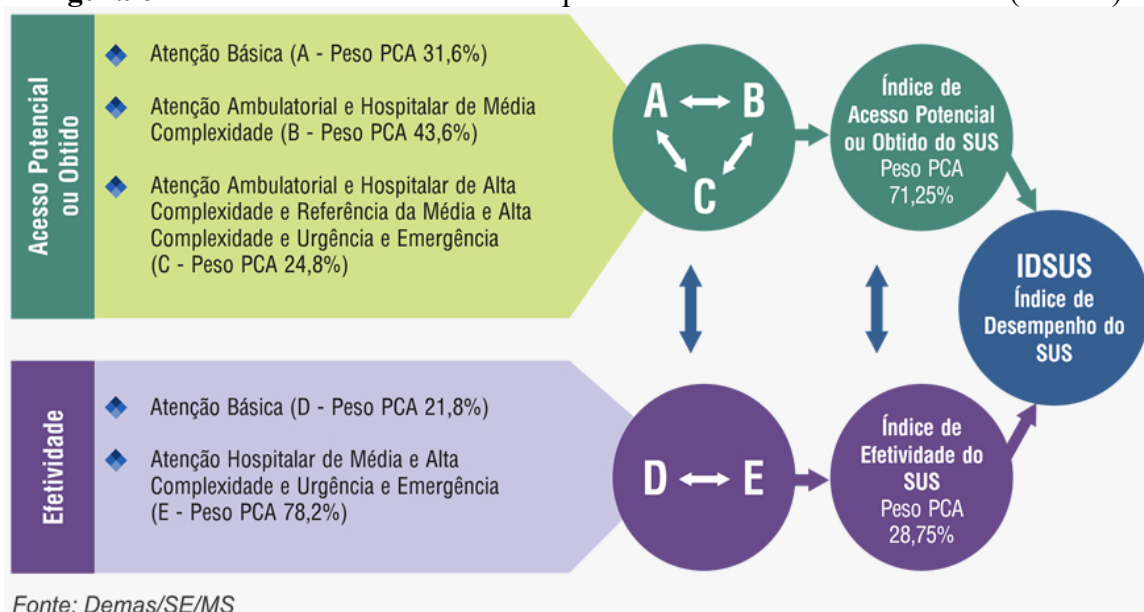 Acesso Potencial
ou Obtido
Atenção Básica (A - Peso PCA 31,6%)
Atenção Ambulatorial e Hospitalar de Média
Complexidade (B - Peso PCA 43,6%)
Atenção Ambulatorial e Hospitalar de Alta
Complexidade e Referência da Média e Alta
Complexidade e Urgência e Emergência
(C - Peso PCA 24,8%)
A B
C
Índice de
Acesso Potencial
ou Obtido do SUS
Peso PCA
71,25%
IDSUS
Índice de
Desempenho do
SUS
Efetividade
Atenção Básica (D - Peso PCA 21,8%)
Atenção Hospitalar de Média e Alta
Complexidade e Urgência e Emergência
(E - Peso PCA 78,2%)
D E
Índice de
Efetividade do
SUS
Peso PCA
28,75%
Fonte: Demas/SE/MS